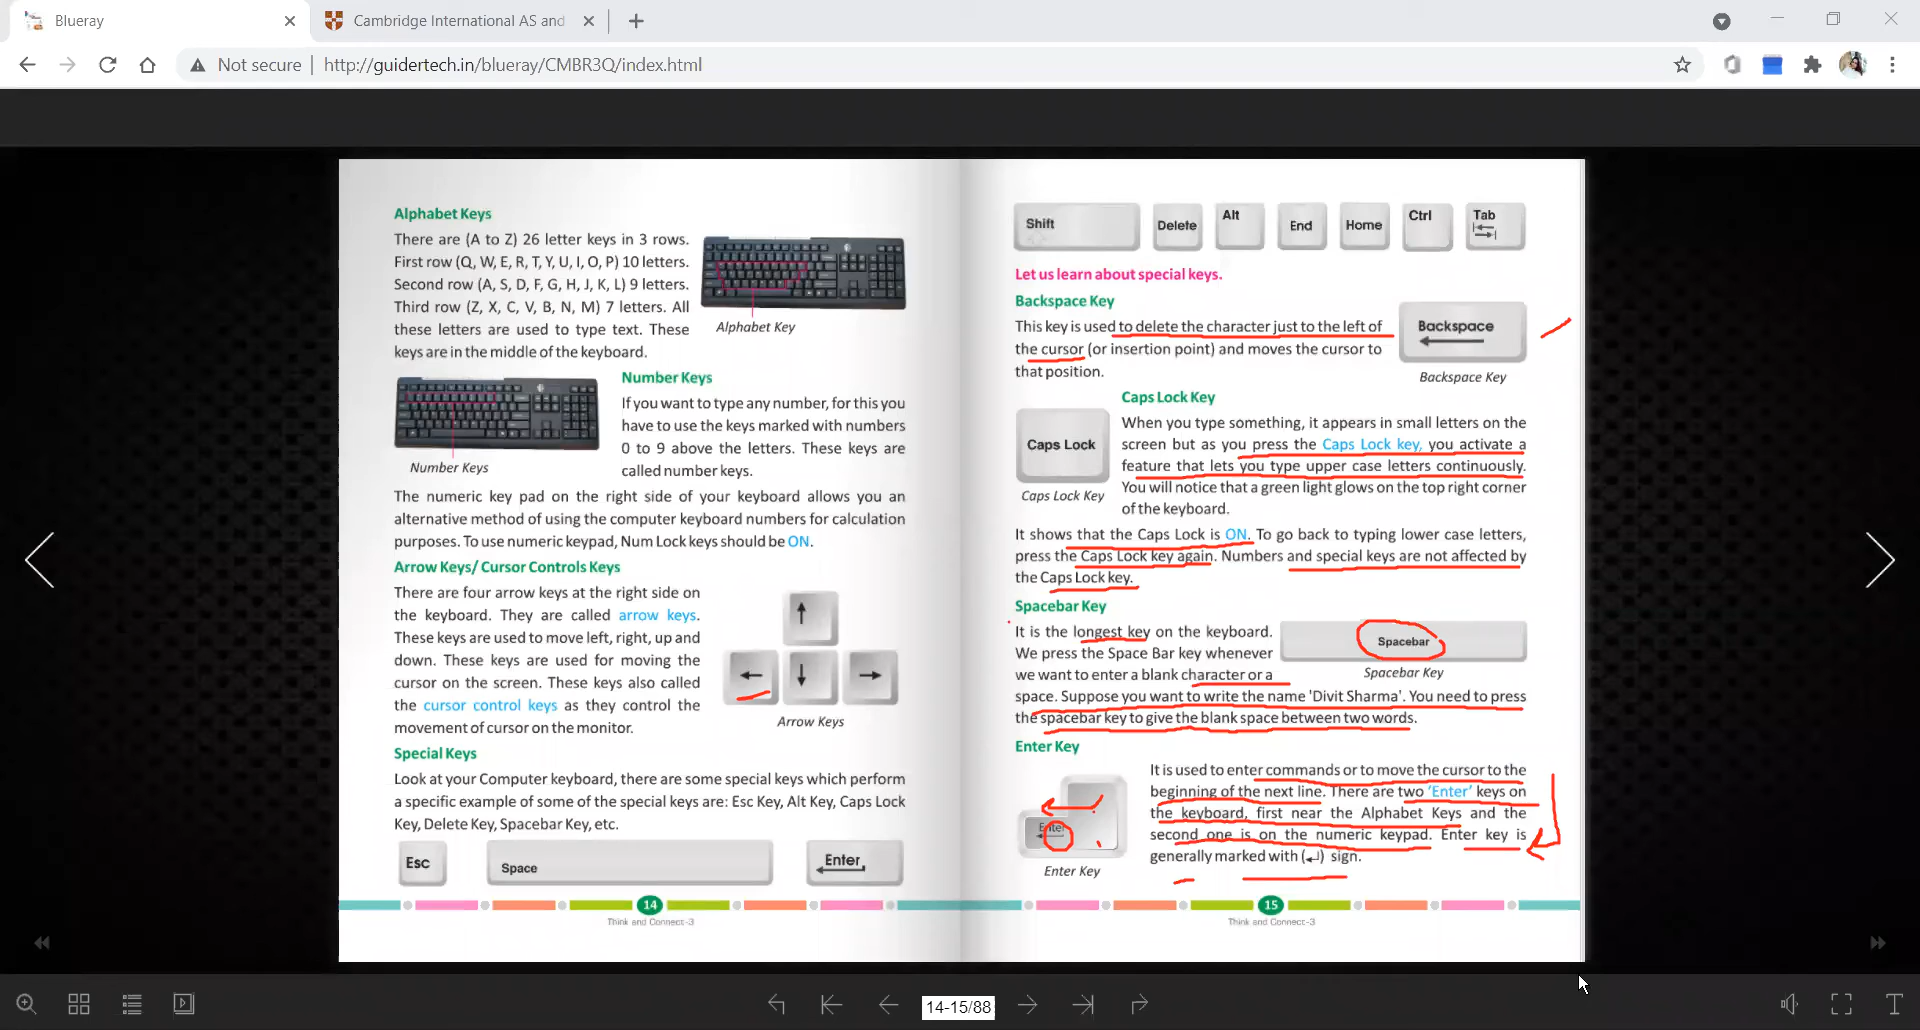 Blueray
Cambridge International AS and
Not secure
http://guidertech.in/blueray/CMBR3Q/index.html
Alphabet Keys
There are (A to Z) 26 letter keys in 3 rows.
First row (Q, W, E, R, T, Y, U, I, O, P) 10 letters.
Second row (A, S, D, F, G, H, J, K, L) 9 letters.
Third row (Z, X, C, V, B, N, M) 7 letters. All
these letters are used to type text. These
keys are in the middle of the keyboard.
Alphabet Key
Number Keys
If you want to type any number, for this you
have to use the keys marked with numbers
0 to 9 above the letters. These keys are
called number keys.
Number Keys
The numeric key pad on the right side of your keyboard allows you an
alternative method of using the computer keyboard numbers for calculation
purposes. To use numeric keypad, Num Lock keys should be ON.
Arrow Keys/ Cursor Controls Keys
There are four arrow keys at the right side on
the keyboard. They are called arrow keys.
These keys are used to move left, right, up and
down. These keys are used for moving the
cursor on the screen. These keys also called
the cursor control keys as they control the
movement of cursor on the monitor.
Arrow Keys
Special Keys
Look at your Computer keyboard, there are some special keys which perform
a specific example of some of the special keys are: Esc Key, Alt Key, Caps Lock
Key, Delete Key, Spacebar Key, etc.
Esc
Space
Enter
14
Think and Connect-3
Shift
Delete
Alt
End
Home
Ctrl
Tab
Let us learn about special keys.
Backspace Key
This key is used to delete the character just to the left of
the cursor (or insertion point) and moves the cursor to
that position.
Backspace
Backspace Key
Caps Lock Key
When you type something, it appears in small letters on the
screen but as you press the Caps Lock key, you activate a
feature that lets you type upper case letters continuously.
You will notice that a green light glows on the top right corner
of the keyboard.
Caps Lock
Caps Lock Key
It shows that the Caps Lock is ON. To go back to typing lower case letters,
press the Caps Lock key again. Numbers and special keys are not affected by
the Caps Lock key.
Spacebar Key
It is the longest key on the keyboard.
We press the Space Bar key whenever
we want to enter a blank character or a
space. Suppose you want to write the name 'Divit Sharma'. You need to press
the spacebar key to give the blank space between two words.
Spacebar
Spacebar Key
Enter Key
It is used to enter commands or to move the cursor to the
beginning of the next line. There are two 'Enter' keys on
the keyboard, first near the Alphabet Keys and the
second one is on the numeric keypad. Enter key is
generally marked with (↵) sign.
Enter
Enter Key
15
Think and Connect-3
14-15/88